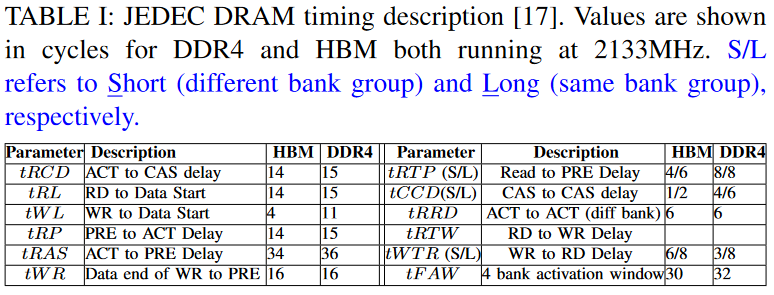 TABLE I: JEDEC DRAM timing description [17]. Values are shown
in cycles for DDR4 and HBM both running at 2133MHz. S/L
refers to Short (different bank group) and Long (same bank group),
respectively.
Parameter Description HBM DDR4 Parameter Description HBM DDR4
tRCD ACT to CAS delay 14 15 tRTP (S/L) Read to PRE Delay 4/6 8/8
tRL RD to Data Start 14 15 tCCD(S/L) CAS to CAS delay 1/2 4/6
tWL WR to Data Start 4 11 tRRD ACT to ACT (diff bank) 6 6
tRP PRE to ACT Delay 14 15 tRTW RD to WR Delay
tRAS ACT to PRE Delay 34 36 tWTR (S/L) WR to RD Delay 6/8 3/8
tWR Data end of WR to PRE 16 16 tFAW 4 bank activation window 30 32